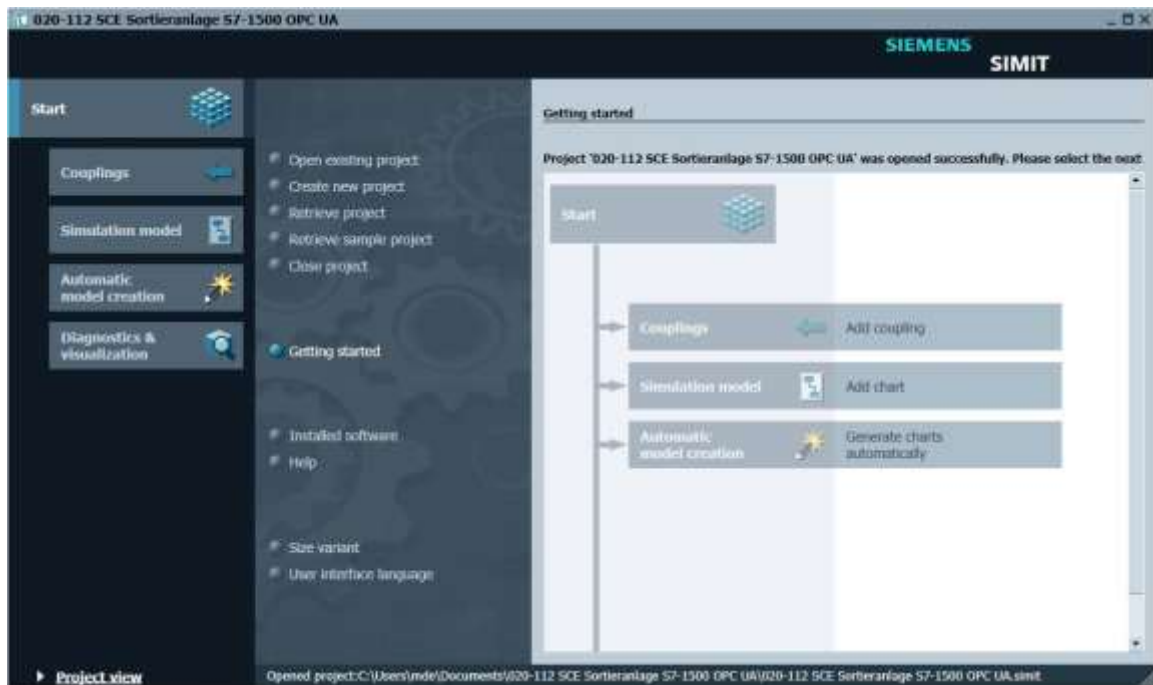 020-112 SCE Sortieranlage S7-1500 OPC UA
SIEMENS
SIMIT
Start
Couplings
Simulation model
Automatic
model creation
Diagnostics &
visualization
Project view
Open existing project
Create new project
Retrieve project
Retrieve sample project
Close project
Getting started
Installed software
Help
Size variant
User interface language
Getting started
Project '020-112 SCE Sortieranlage S7-1500 OPC UA' was opened successfully. Please select the next
Start
Couplings
Add coupling
Simulation model
Add chart
Automatic
model creation
Generate charts
automatically
Opened project:C:\Users\mde\Documents\020-112 SCE Sortieranlage S7-1500 OPC UA\020-112 SCE Sortieranlage S7-1500 OPC UA.simit